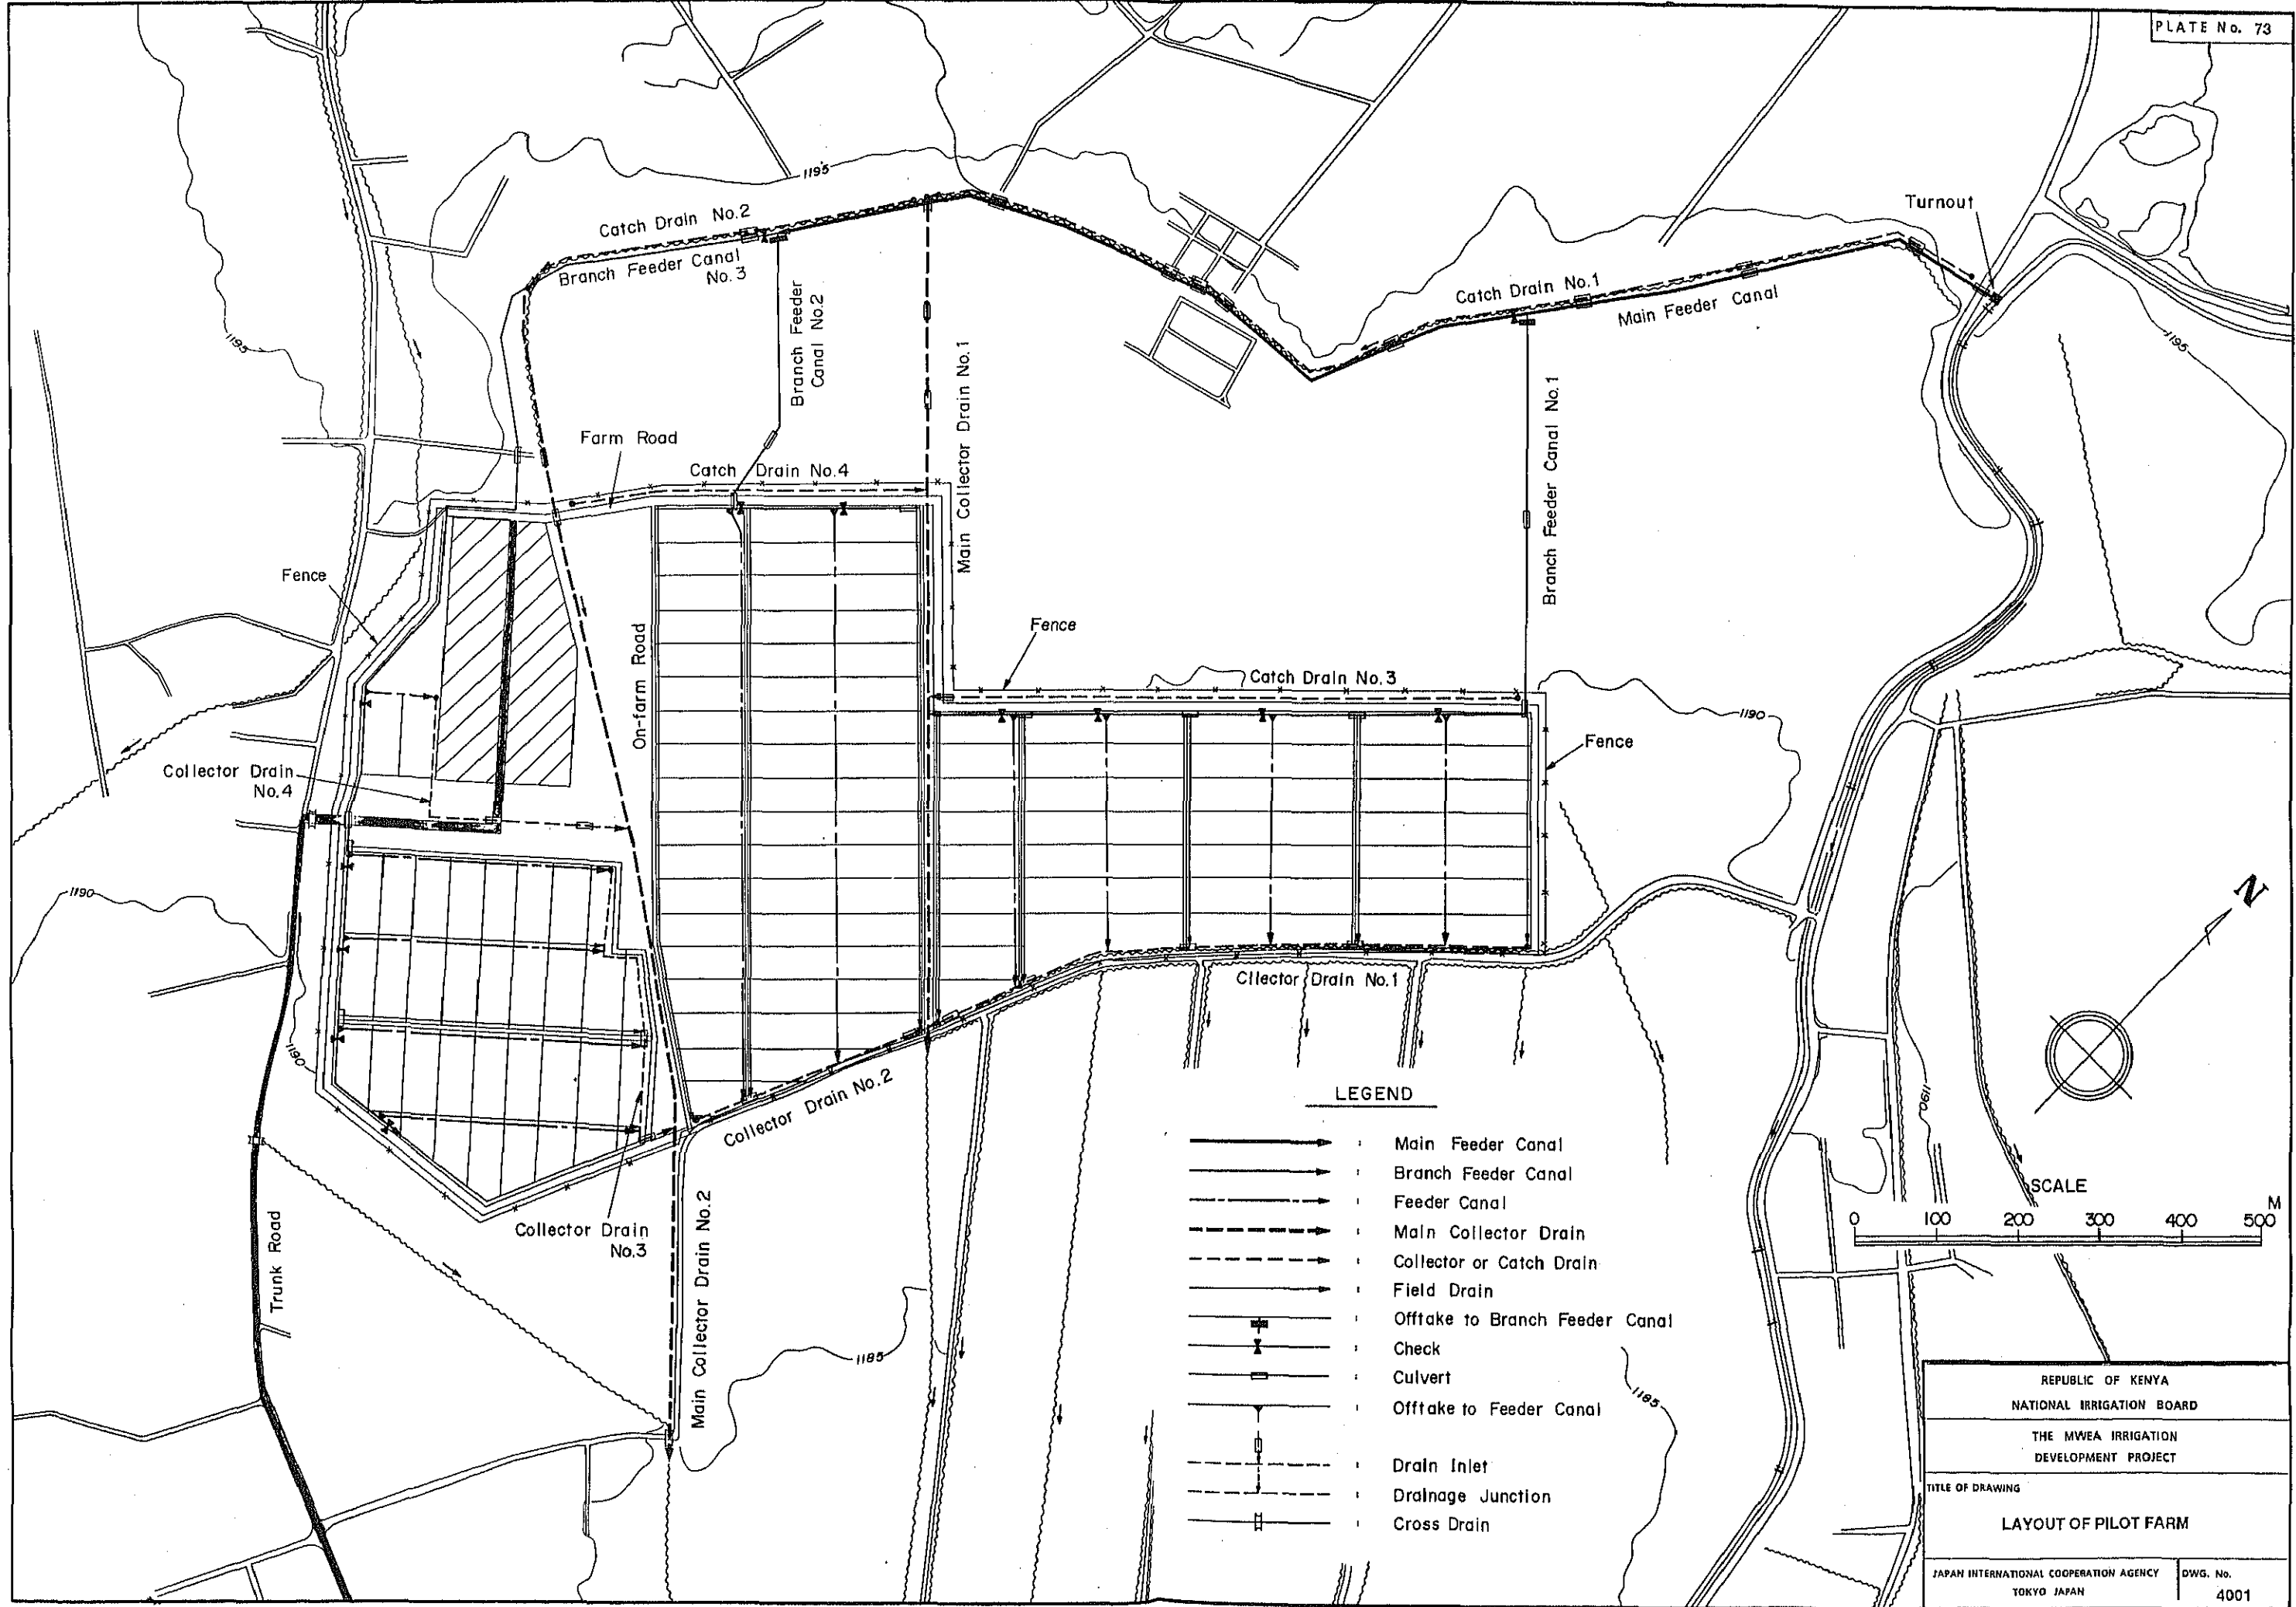 PLATE No. 73
1195
Turnout
Catch Drain No.2
Branch Feeder Canal
No.3
Branch Feeder
Canal No.2
Catch Drain No.1
Main Feeder Canal
1195
1195
Main Collector Drain No.1
Branch Feeder Canal No.1
Farm Road
Catch Drain No.4
Fence
On-farm Road
Fence
Catch Drain No.3
1190
Fence
Collector Drain
No.4
1190
Cllector Drain No.1
N
1190
Collector Drain No.2
1190
Collector Drain
No.3
Trunk Road
Main Collector Drain No.2
1185
1185
LEGEND
Main Feeder Canal
Branch Feeder Canal
Feeder Canal
Main Collector Drain
Collector or Catch Drain
Field Drain
Offtake to Branch Feeder Canal
Check
Culvert
Offtake to Feeder Canal
Drain Inlet
Drainage Junction
Cross Drain
SCALE
0 100 200 300 400 500 M
REPUBLIC OF KENYA
NATIONAL IRRIGATION BOARD
THE MWEA IRRIGATION
DEVELOPMENT PROJECT
TITLE OF DRAWING
LAYOUT OF PILOT FARM
JAPAN INTERNATIONAL COOPERATION AGENCY
TOKYO JAPAN
DWG. No.
4001